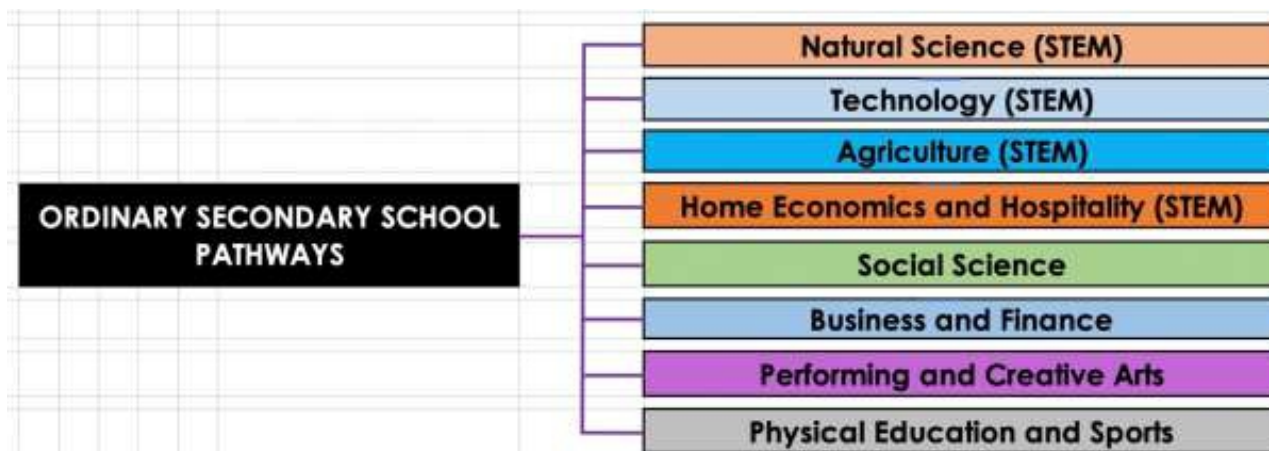 ORDINARY SECONDARY SCHOOL
PATHWAYS
Natural Science (STEM)
Technology (STEM)
Agriculture (STEM)
Home Economics and Hospitality (STEM)
Social Science
Business and Finance
Performing and Creative Arts
Physical Education and Sports